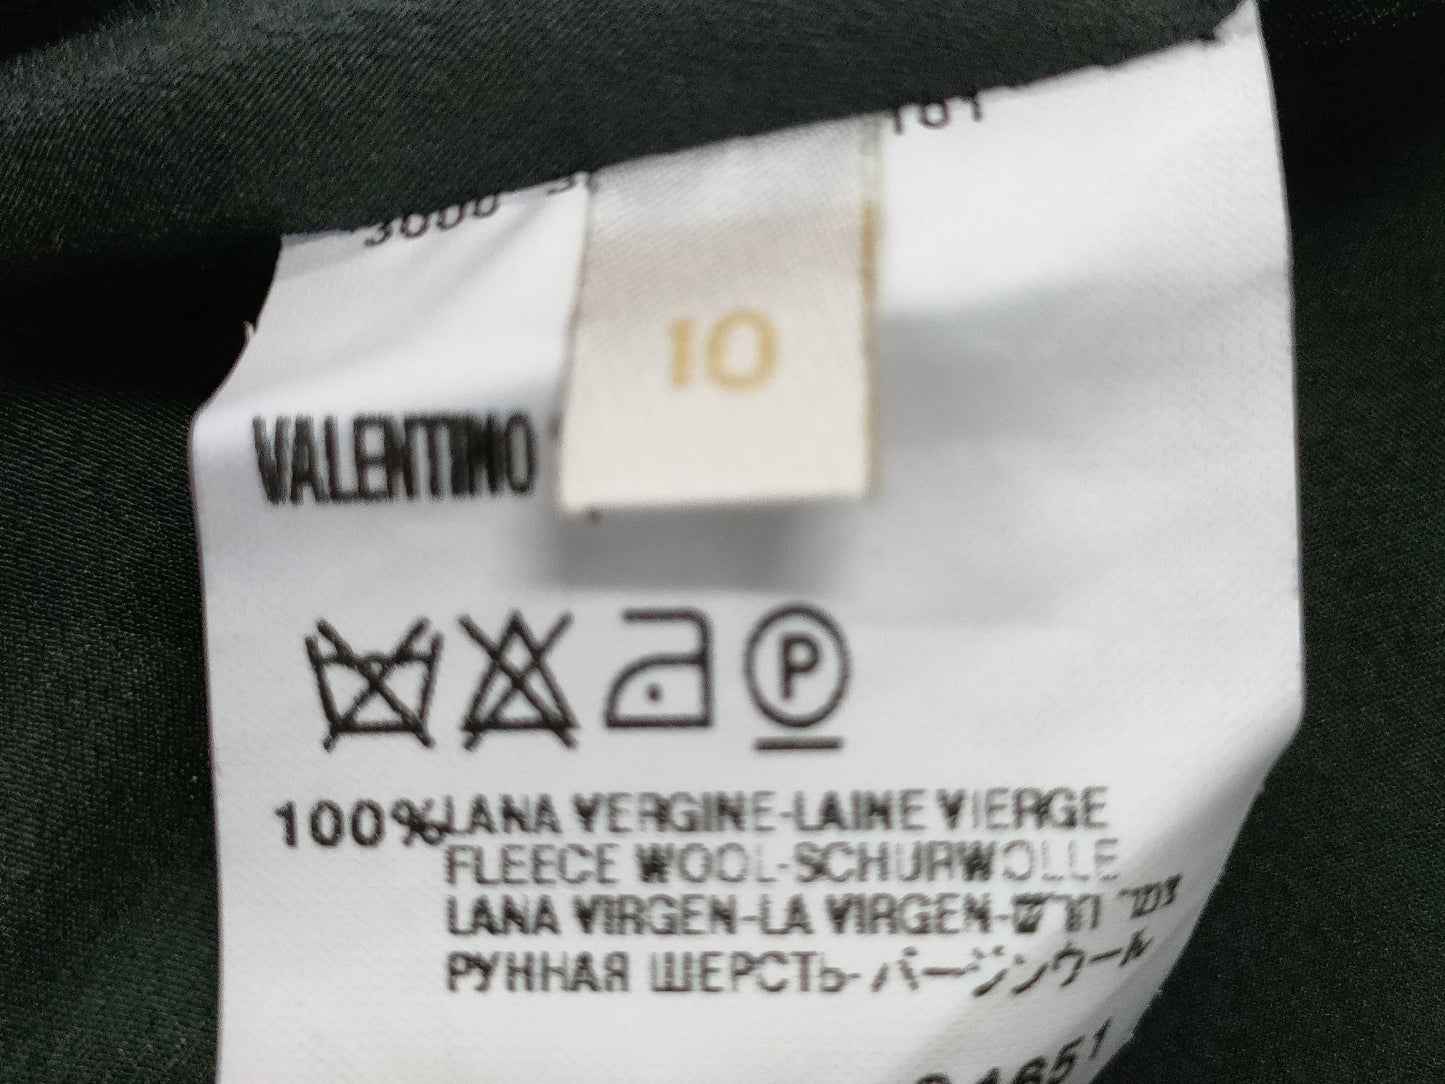 10
VALENTINO
P
100% LANA VERGINE-LAINE VIERGE
FLEECE WOOL-SCHURWOLLE
LANA VIRGEN-LA VIRGEN-צמר
РУННАЯ ШЕРСТЬ-バージンウール